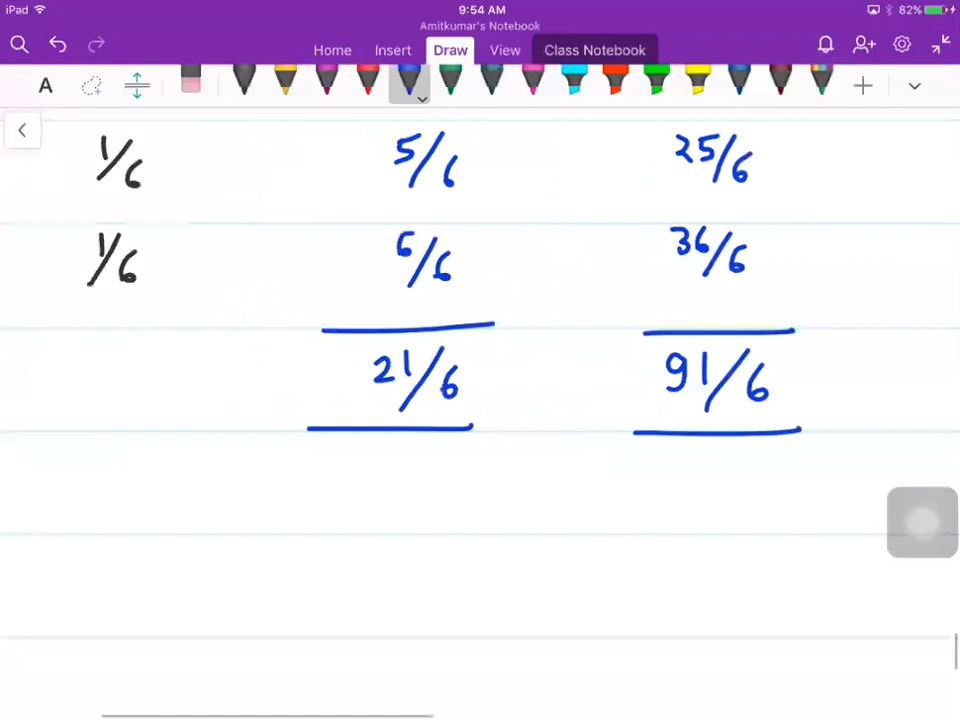 iPad 9:54 AM 82%
Amitkumar's Notebook
Home Insert Draw View Class Notebook
A
1/6 5/6 25/6
1/6 6/6 36/6
21/6 91/6